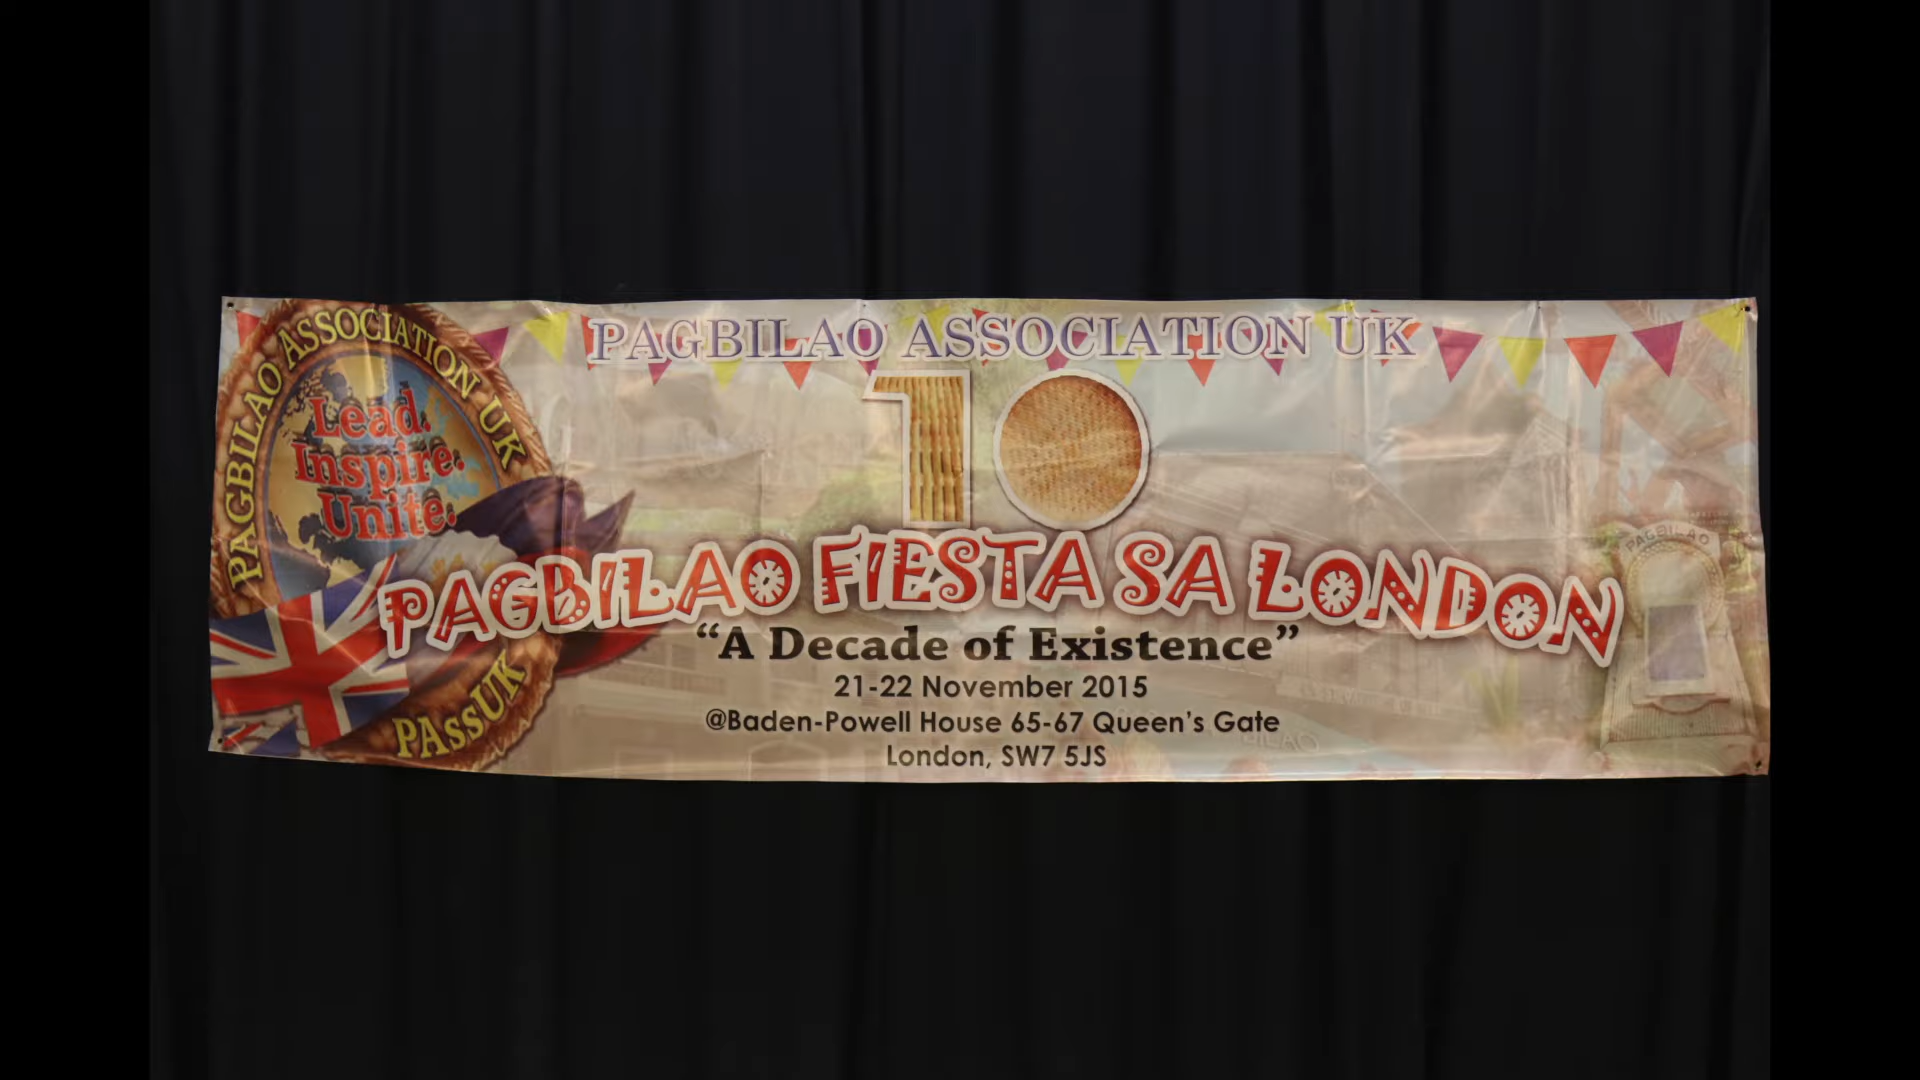 PAGBILAO ASSOCIATION UK
Lead.
Inspire.
Unite.
PASSUK
PAGBILAO ASSOCIATION UK
10
PAGBILAO FIESTA SA LONDON
“A Decade of Existence”
21-22 November 2015
@Baden-Powell House 65-67 Queen’s Gate
London, SW7 5JS
PAGBILAO